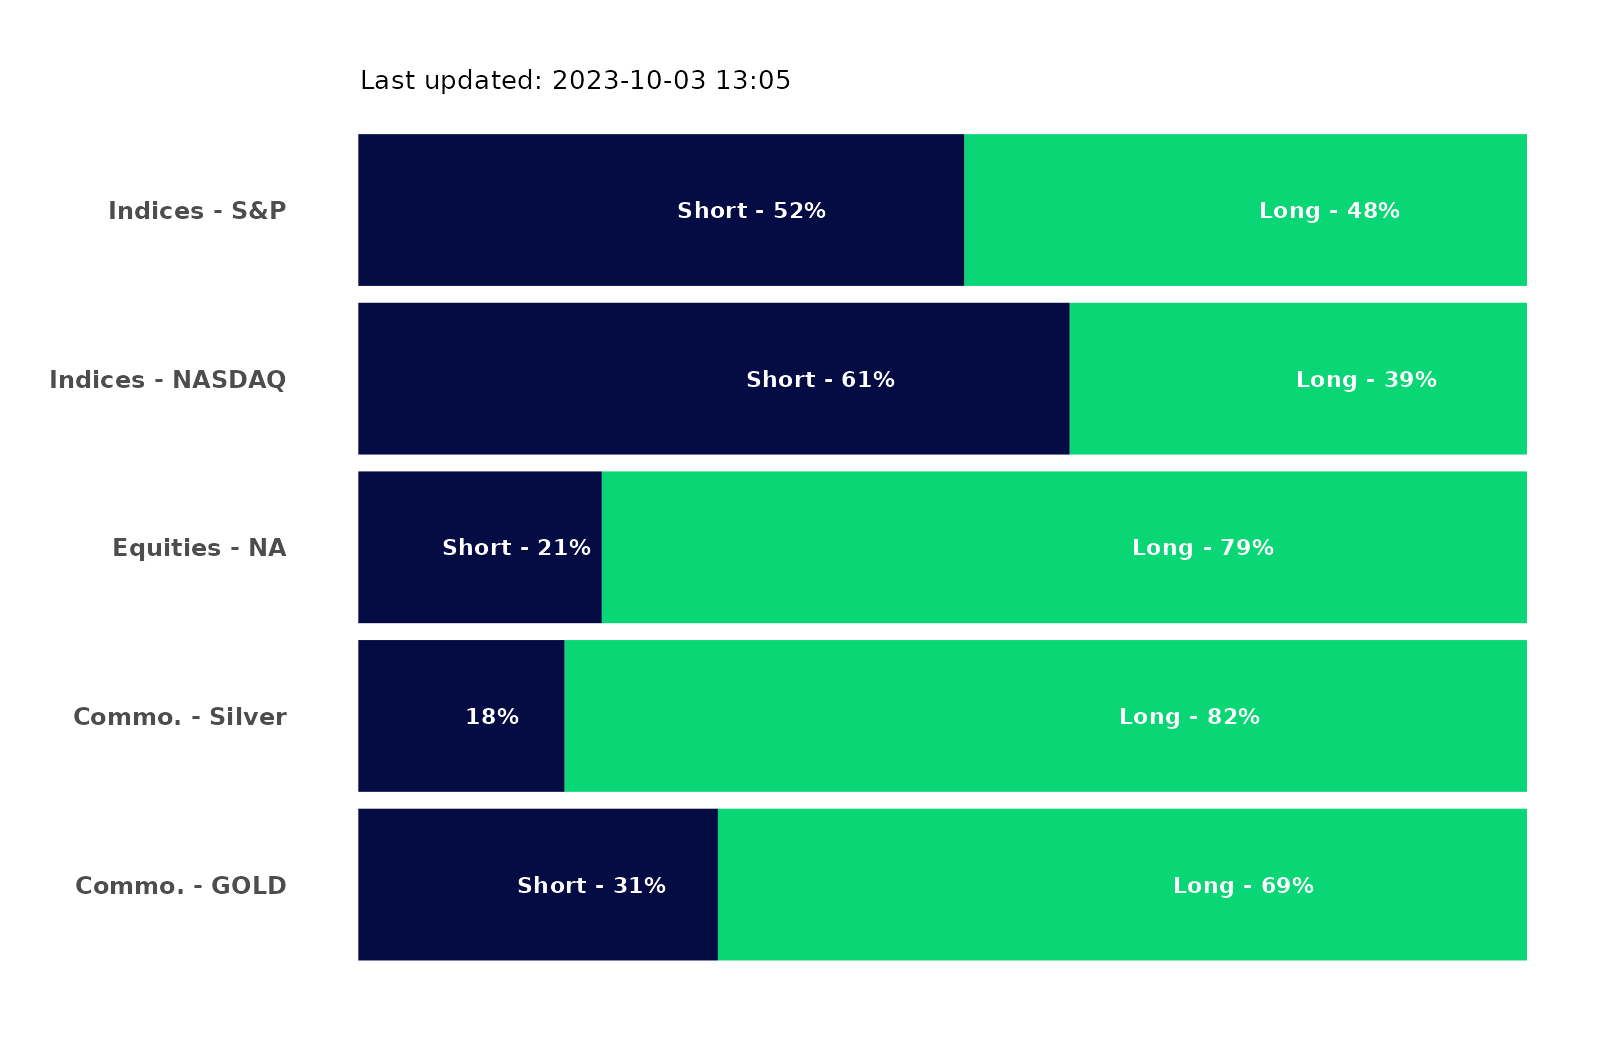 Last updated: 2023-10-03 13:05
Indices - S&P Short - 52% Long - 48%
Indices - NASDAQ Short - 61% Long - 39%
Equities - NA Short - 21% Long - 79%
Commo. - Silver 18% Long - 82%
Commo. - GOLD Short - 31% Long - 69%